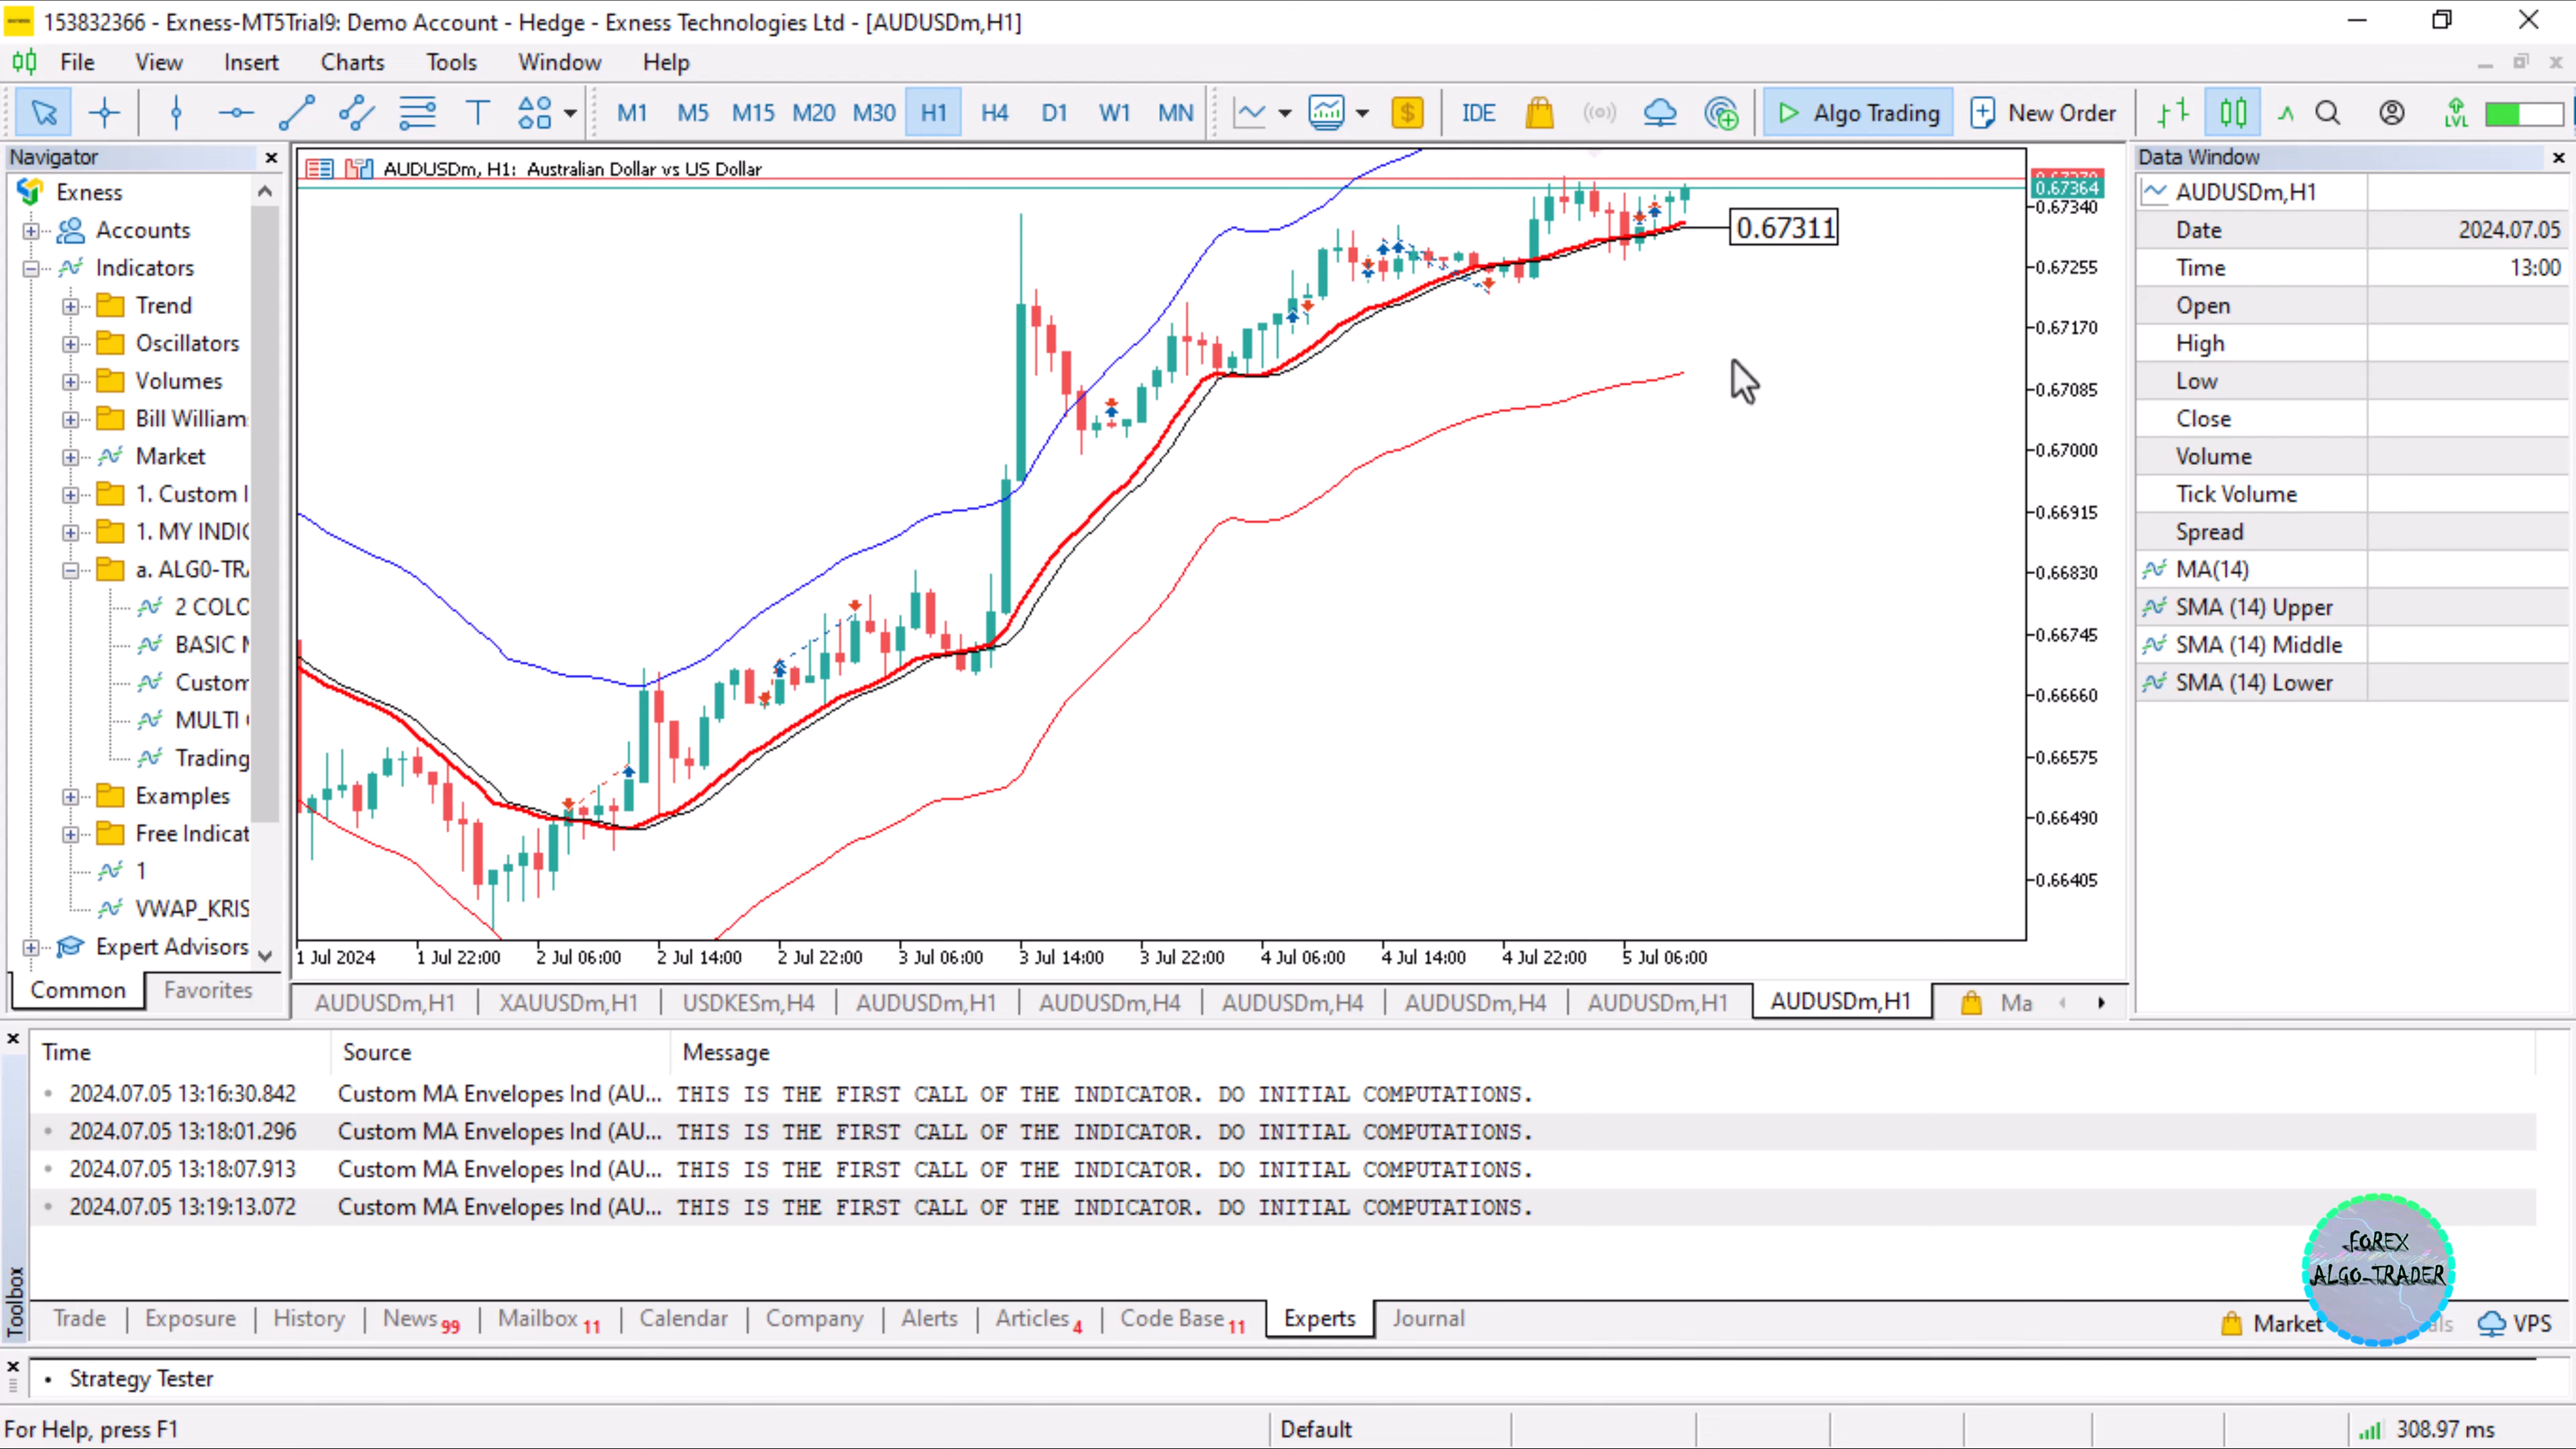 153832366 - Exness-MT5Trial9: Demo Account - Hedge - Exness Technologies Ltd - [AUDUSDm,H1]
File View Insert Charts Tools Window Help
M1 M5 M15 M20 M30 H1 H4 D1 W1 MN IDE Algo Trading New Order LVL
Navigator
Exness
Accounts
Indicators
Trend
Oscillators
Volumes
Bill William
Market
1. Custom I
1. MY INDI
a. ALG0-TR
2 COLO
BASIC
Custom
MULTI
Trading
Examples
Free Indicat
1
VWAP_KRIS
Expert Advisors
Common Favorites
AUDUSDm, H1: Australian Dollar vs US Dollar
0.67311
0.67364
0.67340
0.67255
0.67170
0.67085
0.67000
0.66915
0.66830
0.66745
0.66660
0.66575
0.66490
0.66405
1 Jul 2024 1 Jul 22:00 2 Jul 06:00 2 Jul 14:00 2 Jul 22:00 3 Jul 06:00 3 Jul 14:00 3 Jul 22:00 4 Jul 06:00 4 Jul 14:00 4 Jul 22:00 5 Jul 06:00
AUDUSDm,H1 XAUUSDm,H1 USDKESm,H4 AUDUSDm,H1 AUDUSDm,H4 AUDUSDm,H4 AUDUSDm,H4 AUDUSDm,H1 AUDUSDm,H1 Ma
Data Window
AUDUSDm,H1
Date 2024.07.05
Time 13:00
Open
High
Low
Close
Volume
Tick Volume
Spread
MA(14)
SMA (14) Upper
SMA (14) Middle
SMA (14) Lower
Time Source Message
2024.07.05 13:16:30.842 Custom MA Envelopes Ind (AU... THIS IS THE FIRST CALL OF THE INDICATOR. DO INITIAL COMPUTATIONS.
2024.07.05 13:18:01.296 Custom MA Envelopes Ind (AU... THIS IS THE FIRST CALL OF THE INDICATOR. DO INITIAL COMPUTATIONS.
2024.07.05 13:18:07.913 Custom MA Envelopes Ind (AU... THIS IS THE FIRST CALL OF THE INDICATOR. DO INITIAL COMPUTATIONS.
2024.07.05 13:19:13.072 Custom MA Envelopes Ind (AU... THIS IS THE FIRST CALL OF THE INDICATOR. DO INITIAL COMPUTATIONS.
FOREX
ALGO-TRADER
Toolbox
Trade Exposure History News 99 Mailbox 11 Calendar Company Alerts Articles 4 Code Base 11 Experts Journal Market als VPS
Strategy Tester
For Help, press F1 Default 308.97 ms